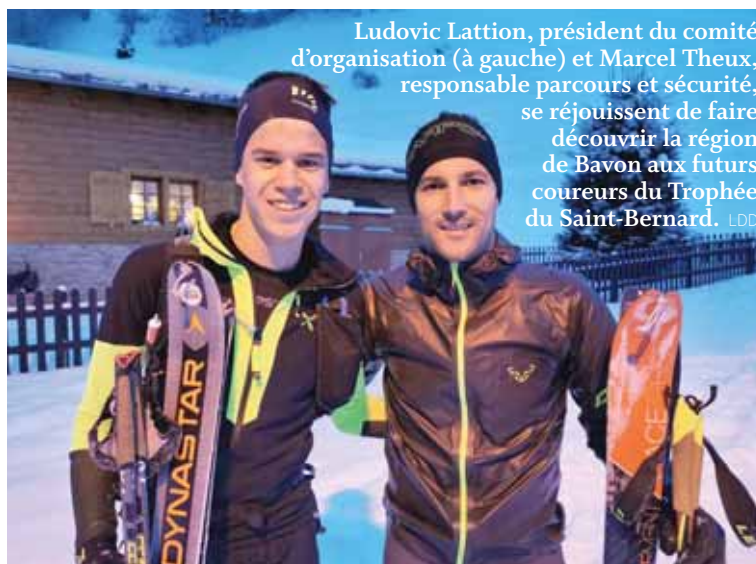 Ludovic Lattion, président du comité
d'organisation (à gauche) et Marcel Theux,
responsable parcours et sécurité,
se réjouissent de faire
découvrir la région
de Bavon aux futurs
coureurs du Trophée
du Saint-Bernard. LDD
DYNASTAR